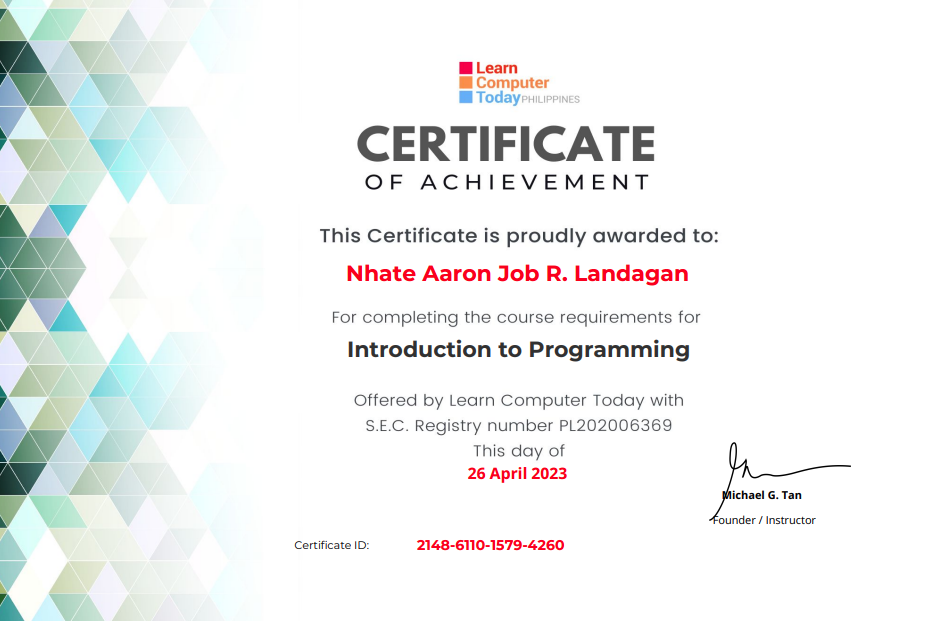 Learn
Computer
Today PHILIPPINES
CERTIFICATE
OF ACHIEVEMENT
This Certificate is proudly awarded to:
Nhate Aaron Job R. Landagan
For completing the course requirements for
Introduction to Programming
Offered by Learn Computer Today with
S.E.C. Registry number PL202006369
This day of
26 April 2023
Michael G. Tan
Founder / Instructor
Certificate ID: 2148-6110-1579-4260